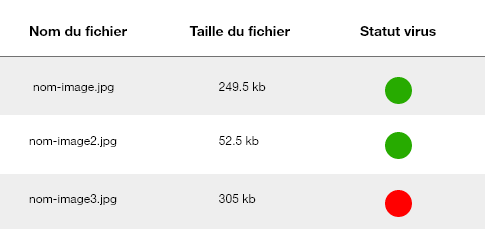 Nom du fichier Taille du fichier Statut virus
nom-image.jpg 249.5 kb
nom-image2.jpg 52.5 kb
nom-image3.jpg 305 kb